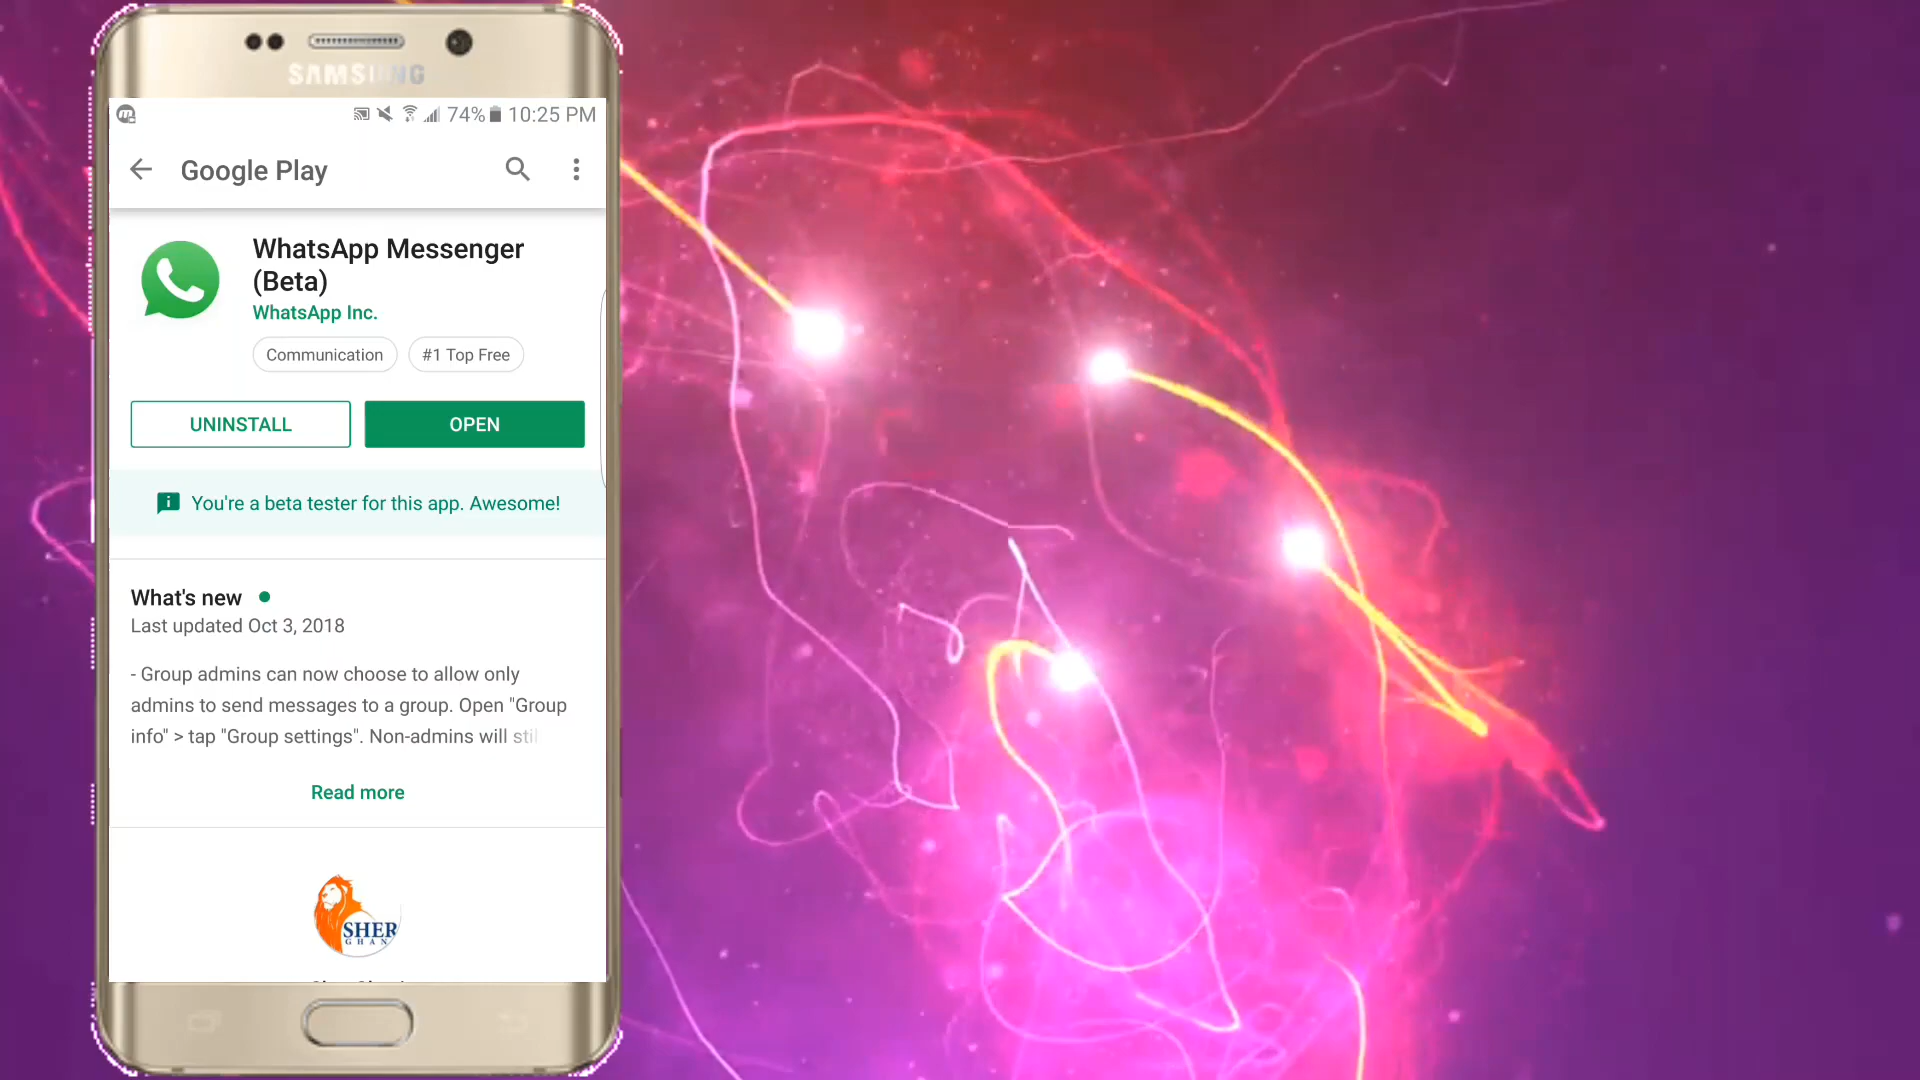 SAMSUNG
74% 10:25 PM
Google Play
WhatsApp Messenger
(Beta)
WhatsApp Inc.
Communication
#1 Top Free
UNINSTALL
OPEN
You're a beta tester for this app. Awesome!
What's new
Last updated Oct 3, 2018
- Group admins can now choose to allow only
admins to send messages to a group. Open "Group
info" > tap "Group settings". Non-admins will stil
Read more
SHER
GHAN